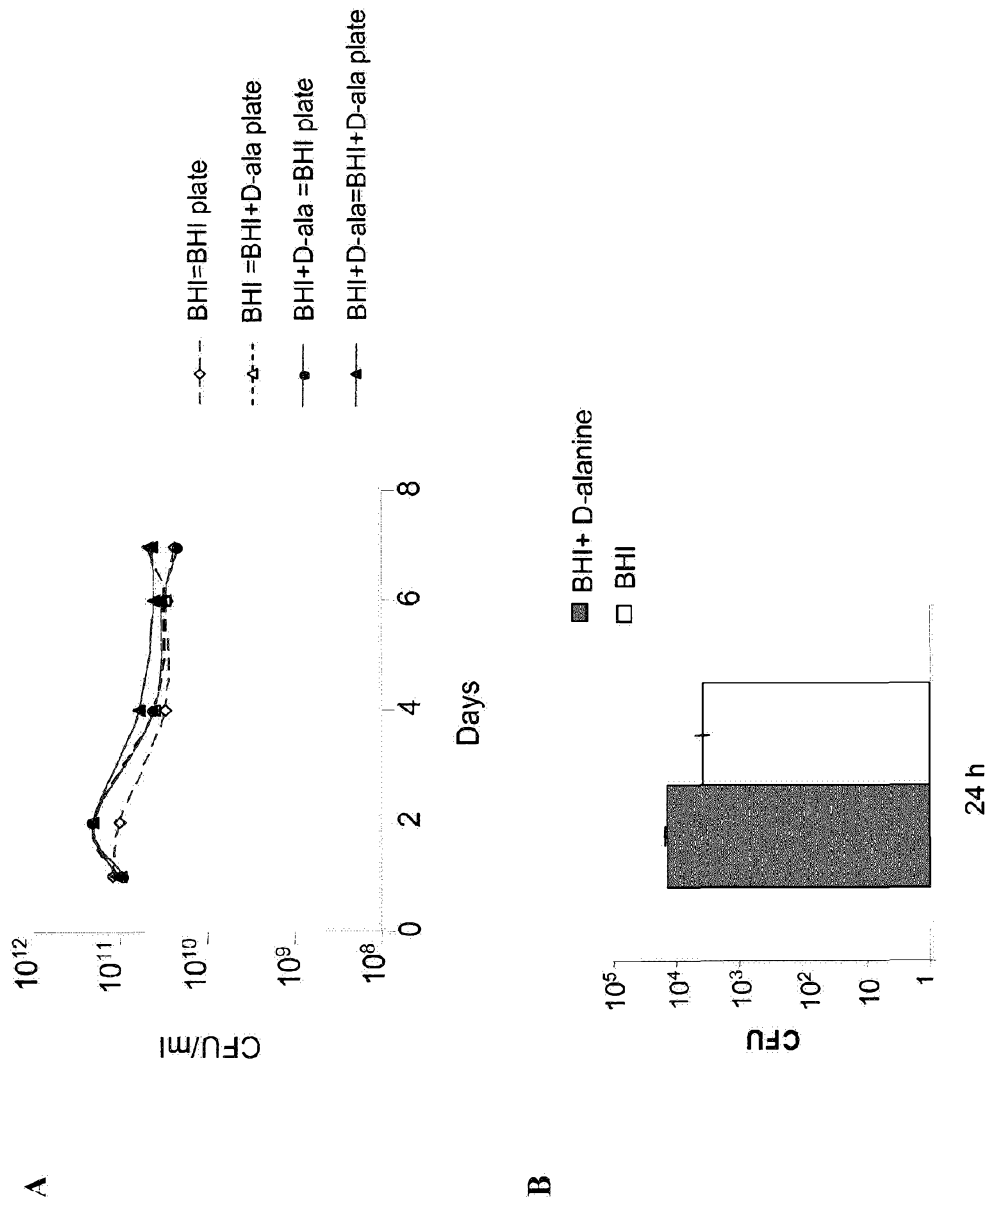 A
CFU/ml
10¹²
10¹¹
10¹⁰
10⁹
10⁸
0
2
4
6
8
Days
BHI=BHI plate
BHI =BHI+D-ala plate
BHI+D-ala =BHI plate
BHI+D-ala=BHI+D-ala plate
B
CFU
10⁵
10⁴
10³
10²
10
1
24 h
BHI+ D-alanine
BHI